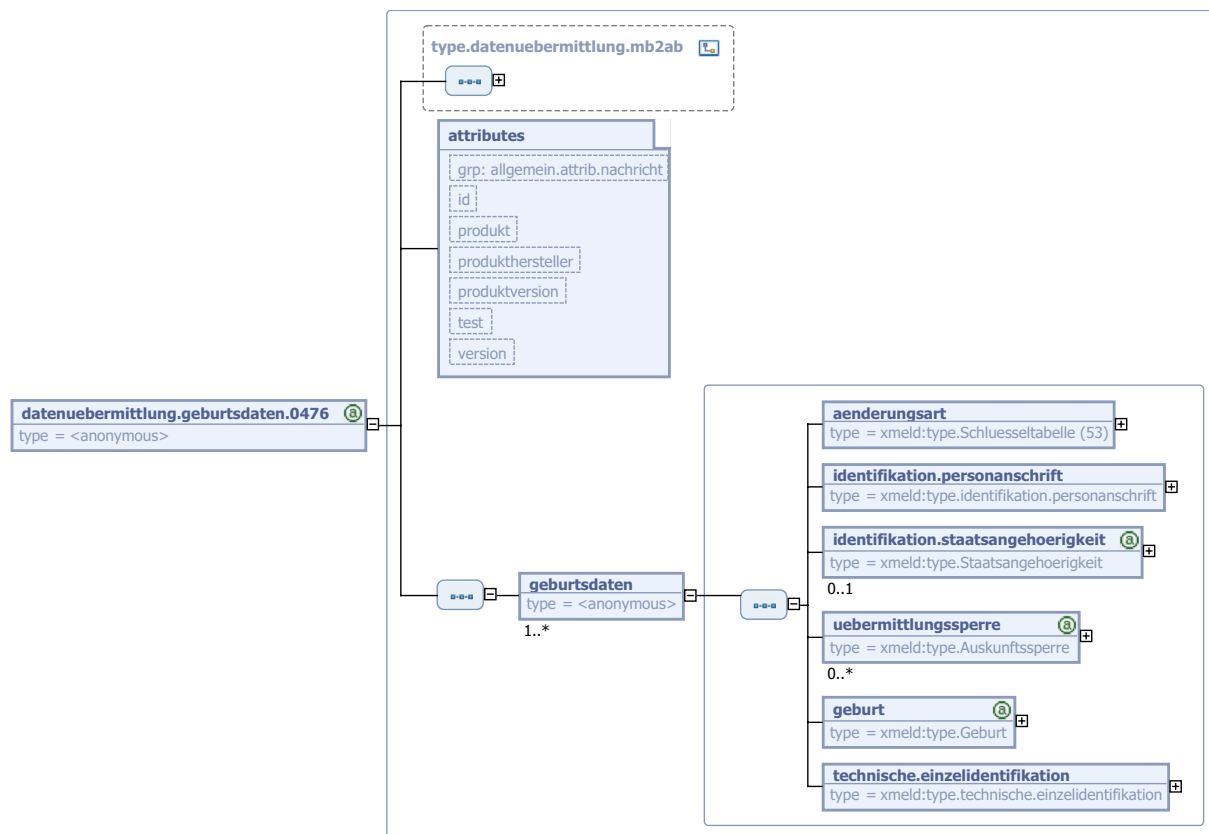 type.datenuebermittlung.mb2ab
attributes
grp: allgemein.attrib.nachricht
id
produkt
produkthersteller
produktversion
test
version
datenuebermittlung.geburtsdaten.0476
type = <anonymous>
geburtsdaten
type = <anonymous>
1..*
aenderungsart
type = xmeld:type.Schluesseltabelle (53)
identifikation.personanschrift
type = xmeld:type.identifikation.personanschrift
identifikation.staatsangehoerigkeit
type = xmeld:type.Staatsangehoerigkeit
0..1
uebermittlungssperre
type = xmeld:type.Auskunftssperre
0..*
geburt
type = xmeld:type.Geburt
technische.einzelidentifikation
type = xmeld:type.technische.einzelidentifikation